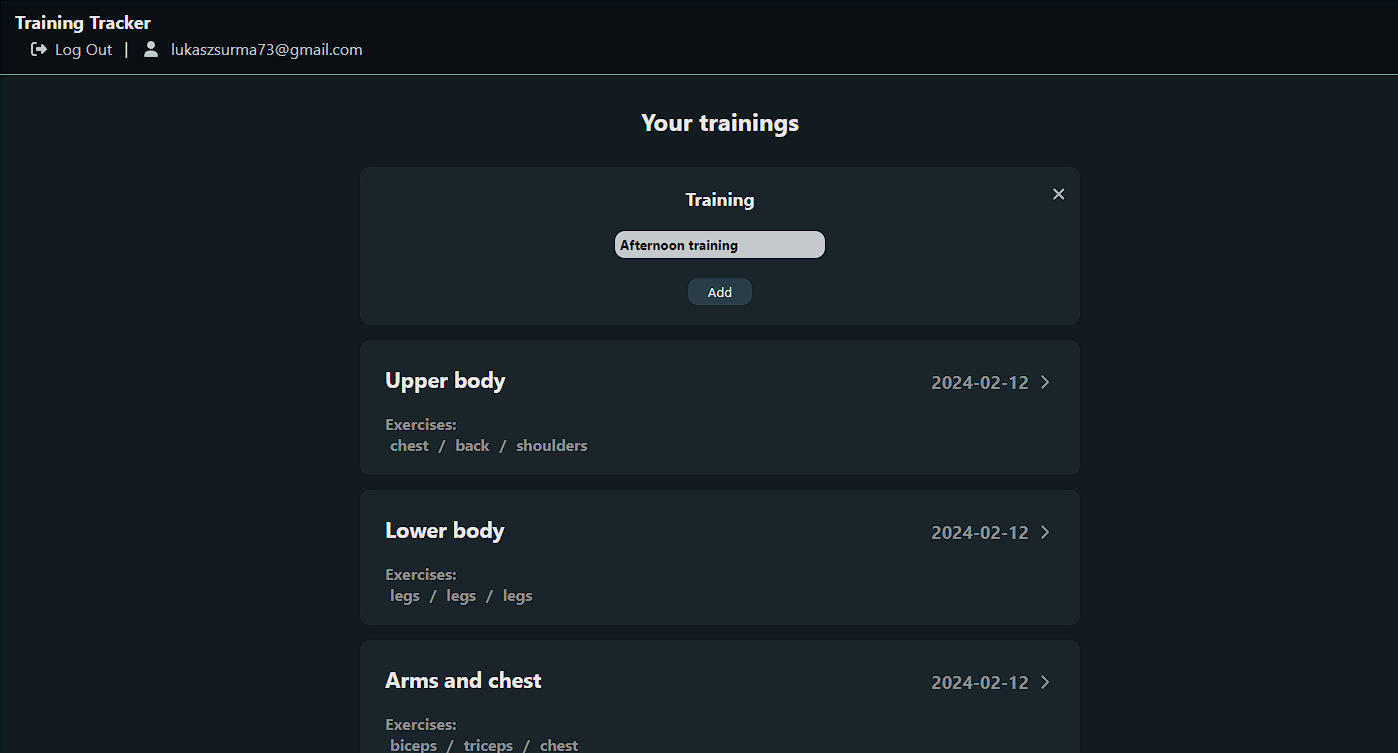 Training Tracker
Log Out | lukaszsurma73@gmail.com
Your trainings
Training
Afternoon training
Add
Upper body 2024-02-12
Exercises:
chest / back / shoulders
Lower body 2024-02-12
Exercises:
legs / legs / legs
Arms and chest 2024-02-12
Exercises:
biceps / triceps / chest